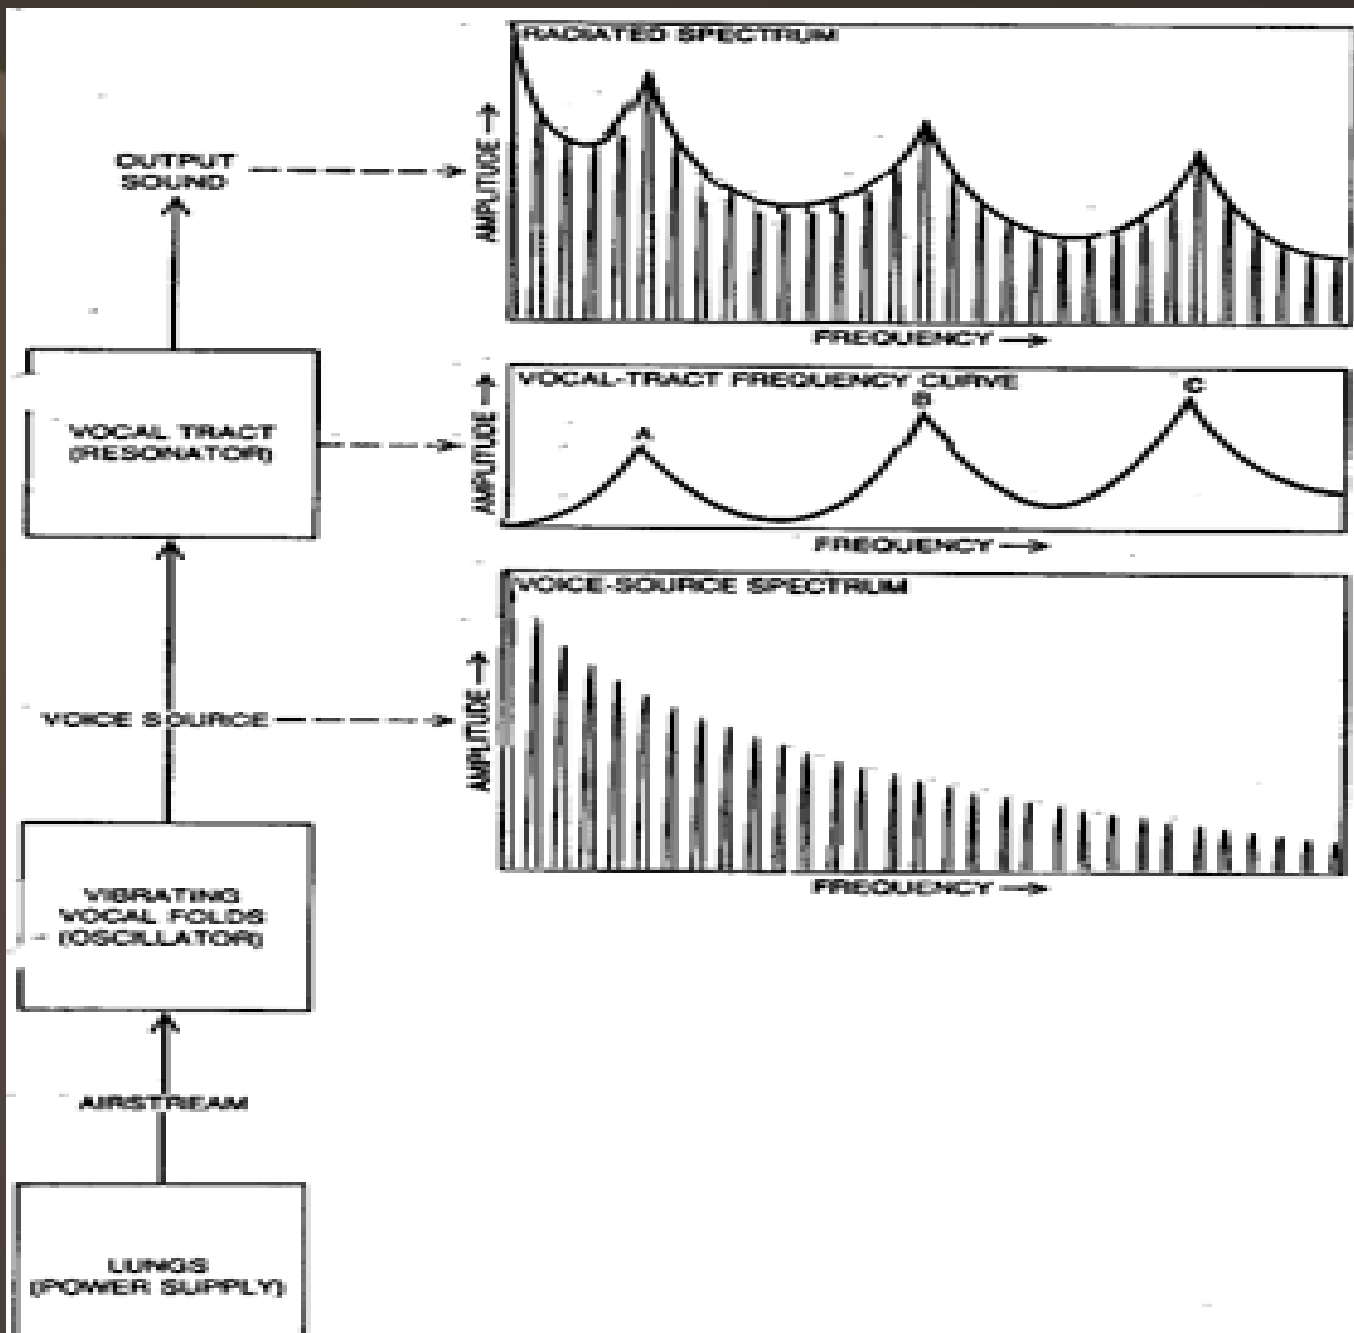 RADIATED SPECTRUM
AMPLITUDE
FREQUENCY
OUTPUT
SOUND
VOCAL-TRACT FREQUENCY CURVE
A
B
C
AMPLITUDE
FREQUENCY
VOCAL TRACT
(RESONATOR)
VOICE-SOURCE SPECTRUM
AMPLITUDE
FREQUENCY
VOICE SOURCE
VIBRATING
VOCAL FOLDS
(OSCILLATOR)
AIRSTREAM
LUNGS
(POWER SUPPLY)